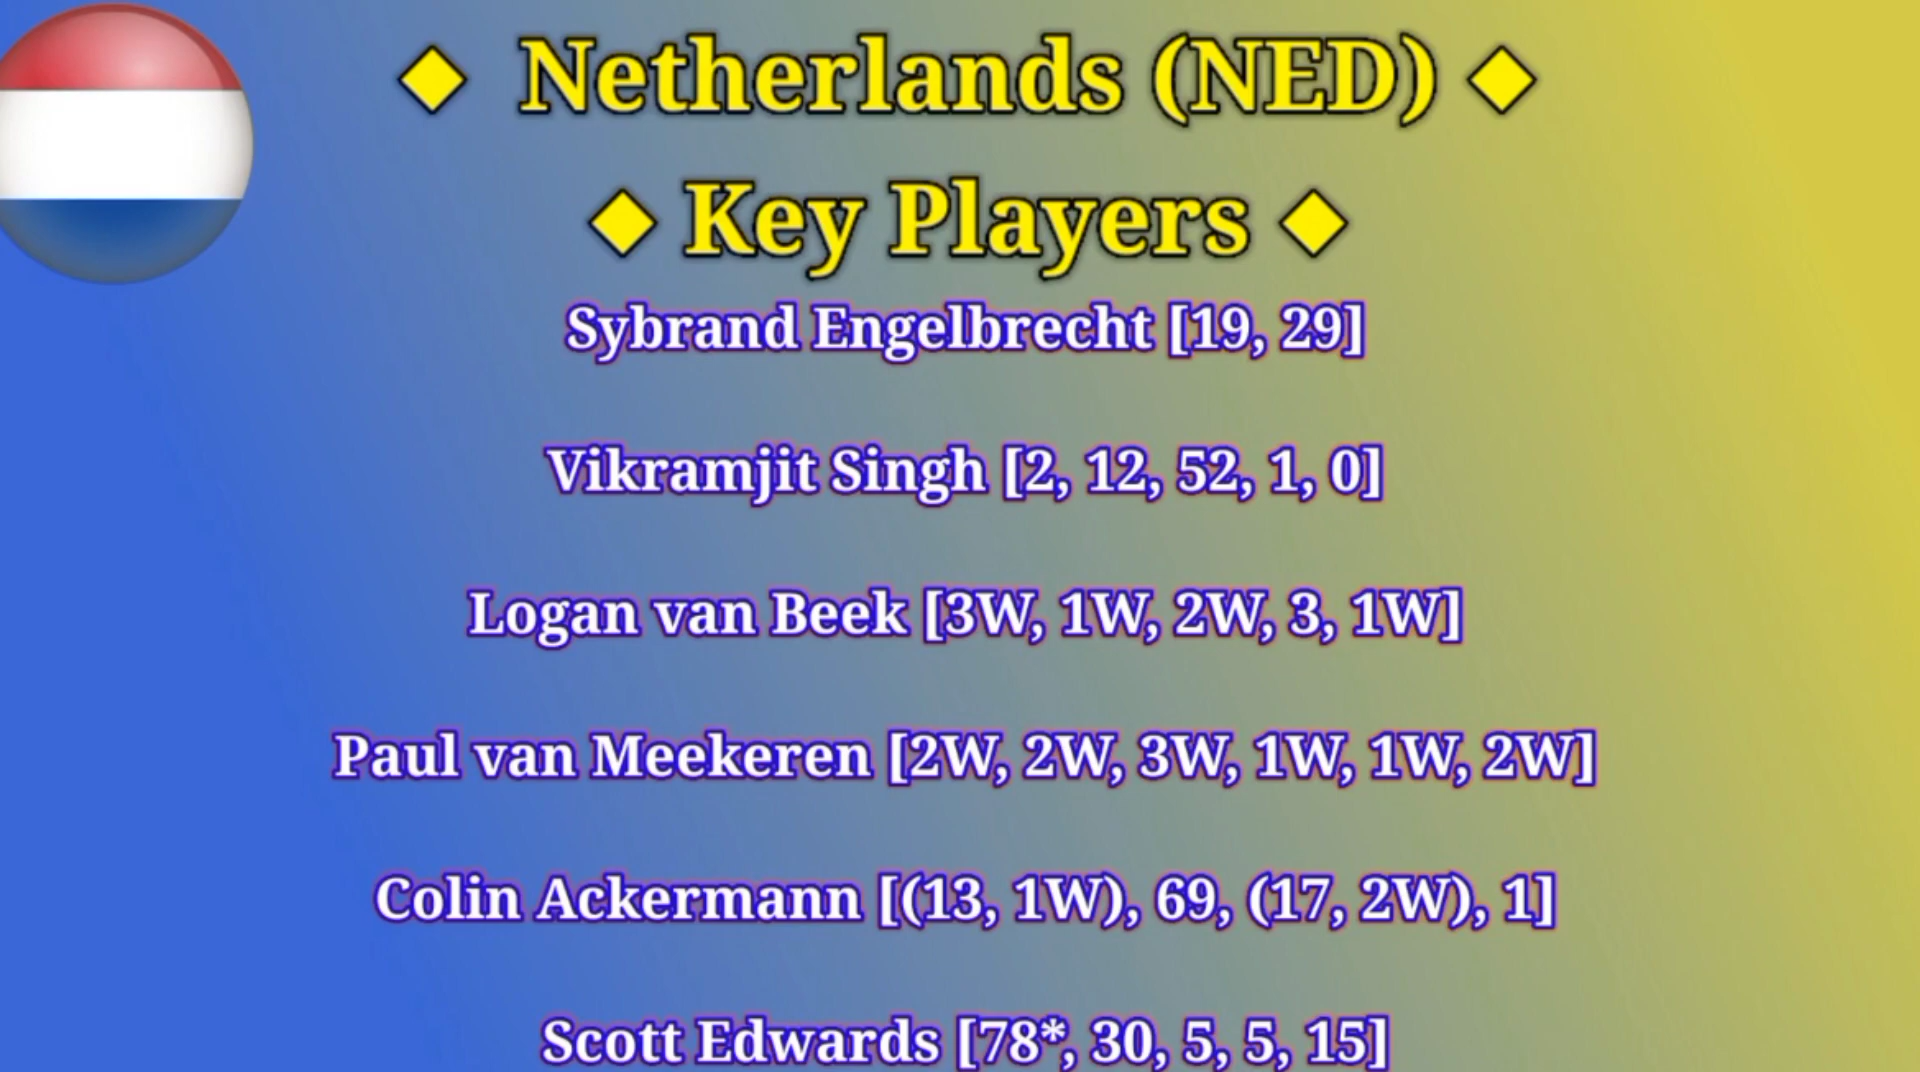 ◆ Netherlands (NED) ◆
◆ Key Players ◆
Sybrand Engelbrecht [19, 29]
Vikramjit Singh [2, 12, 52, 1, 0]
Logan van Beek [3W, 1W, 2W, 3, 1W]
Paul van Meekeren [2W, 2W, 3W, 1W, 1W, 2W]
Colin Ackermann [(13, 1W), 69, (17, 2W), 1]
Scott Edwards [78*, 30, 5, 5, 15]